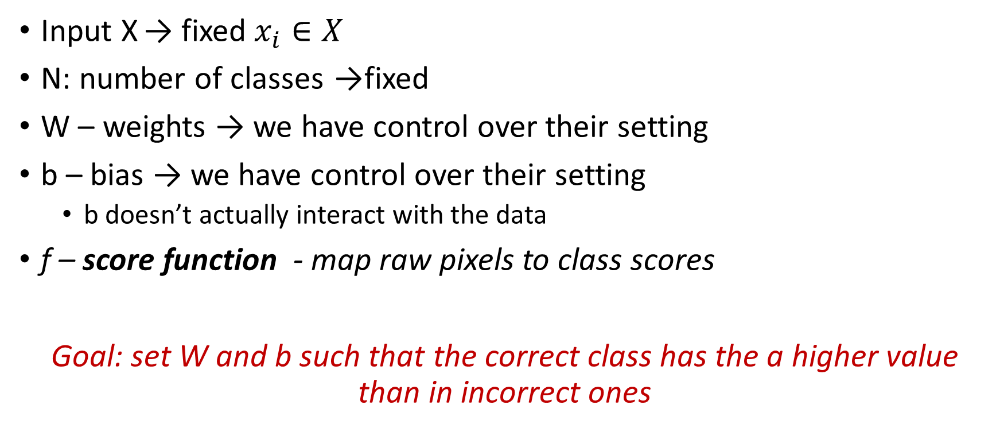 • Input X → fixed xᵢ ∈ X
• N: number of classes →fixed
• W – weights → we have control over their setting
• b – bias → we have control over their setting
• b doesn’t actually interact with the data
• f – score function - map raw pixels to class scores
Goal: set W and b such that the correct class has the a higher value
than in incorrect ones